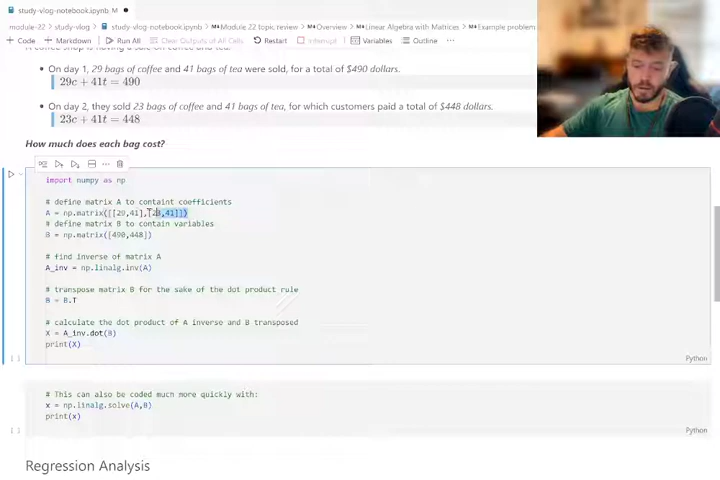 study-vlog-notebook.ipynb M
module-22 > study-vlog > study-vlog-notebook.ipynb > Module 22 topic review > Overview > Linear Algebra with Matrices > Example problem
+ Code + Markdown Run All Clear Outputs of All Cells Restart Interrupt Variables Outline ...
On day 1, 29 bags of coffee and 41 bags of tea were sold, for a total of $490 dollars.
29c + 41t = 490
On day 2, they sold 23 bags of coffee and 41 bags of tea, for which customers paid a total of $448 dollars.
23c + 41t = 448
How much does each bag cost?
import numpy as np
# define matrix A to containt coefficients
A = np.matrix([[29,41],[23,41]])
# define matrix B to contain variables
B = np.matrix([490,448])
# find inverse of matrix A
A_inv = np.linalg.inv(A)
# transpose matrix B for the sake of the dot product rule
B = B.T
# calculate the dot product of A inverse and B transposed
X = A_inv.dot(B)
print(X)
[ ]
Python
# This can also be coded much more quickly with:
x = np.linalg.solve(A,B)
print(x)
[ ]
Python
Regression Analysis